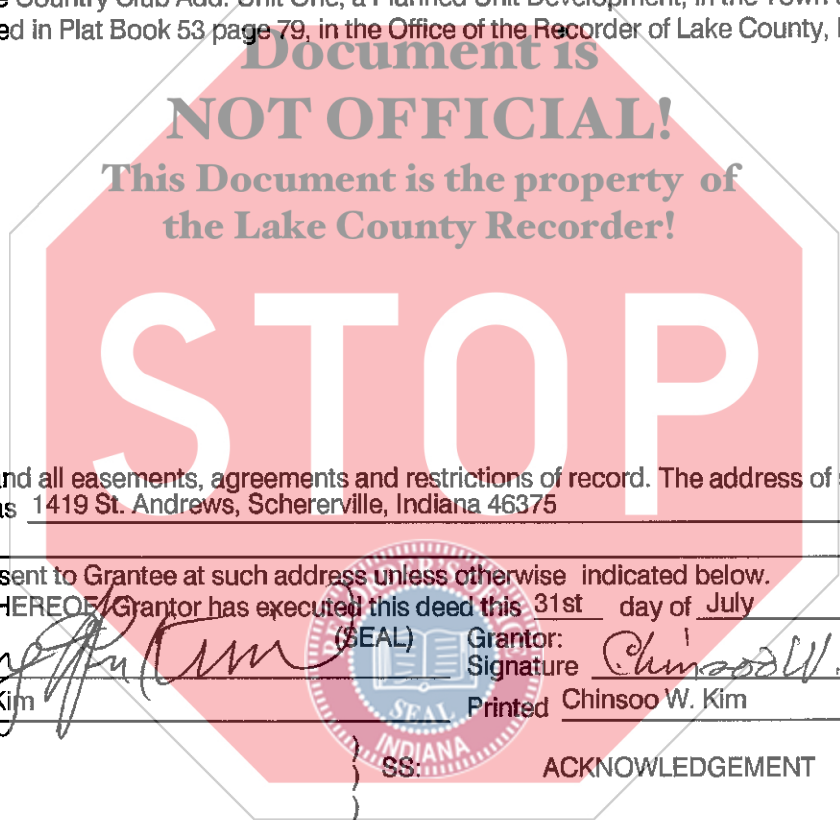 Country Club Add. Unit One, a Planned Unit Development, in the Town
ed in Plat Book 53 page 79, in the Office of the Recorder of Lake County,
Document is
NOT OFFICIAL!
This Document is the property of
the Lake County Recorder!
STOP
and all easements, agreements and restrictions of record. The address of
as 1419 St. Andrews, Schererville, Indiana 46375
sent to Grantee at such address unless otherwise indicated below.
HEREOF, Grantor has executed this deed this 31st day of July
(SEAL) Grantor:
Signature Chinsoo W.
Kim Printed Chinsoo W. Kim
SEAL
INDIANA
) SS: ACKNOWLEDGEMENT
)